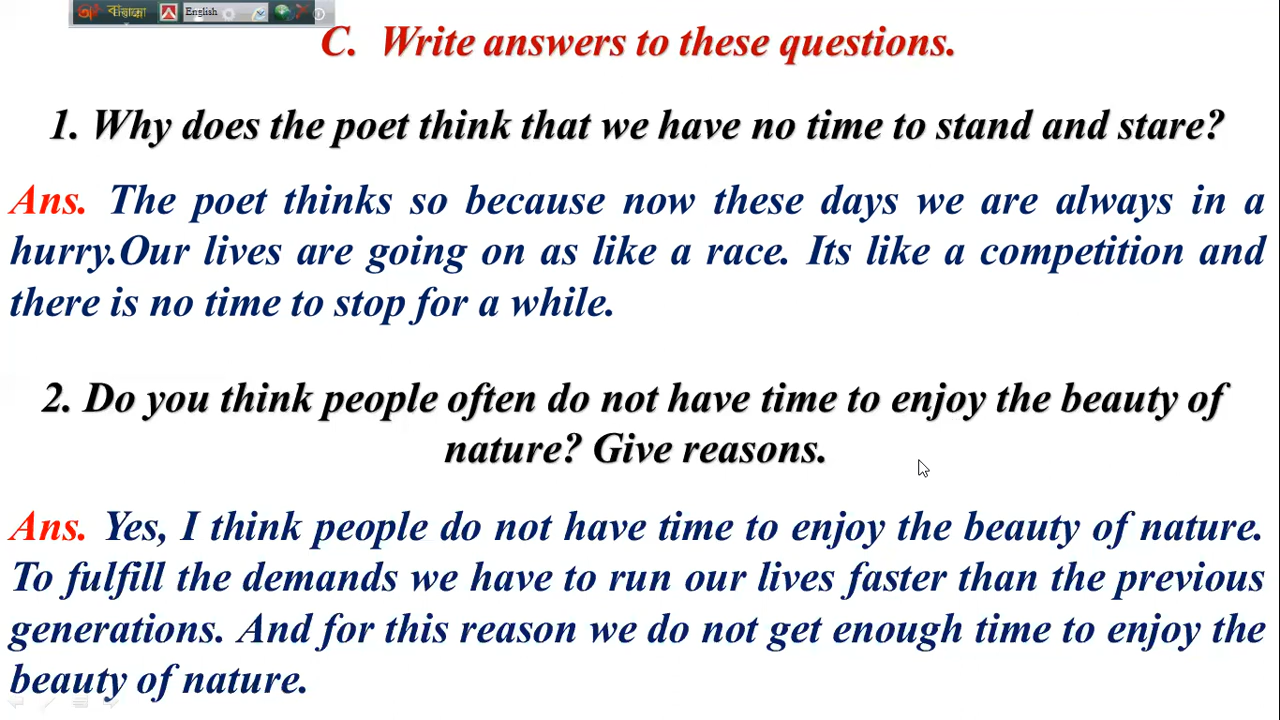 বাংলা English
C. Write answers to these questions.
1. Why does the poet think that we have no time to stand and stare?
Ans. The poet thinks so because now these days we are always in a
hurry.Our lives are going on as like a race. Its like a competition and
there is no time to stop for a while.
2. Do you think people often do not have time to enjoy the beauty of
nature? Give reasons.
Ans. Yes, I think people do not have time to enjoy the beauty of nature.
To fulfill the demands we have to run our lives faster than the previous
generations. And for this reason we do not get enough time to enjoy the
beauty of nature.